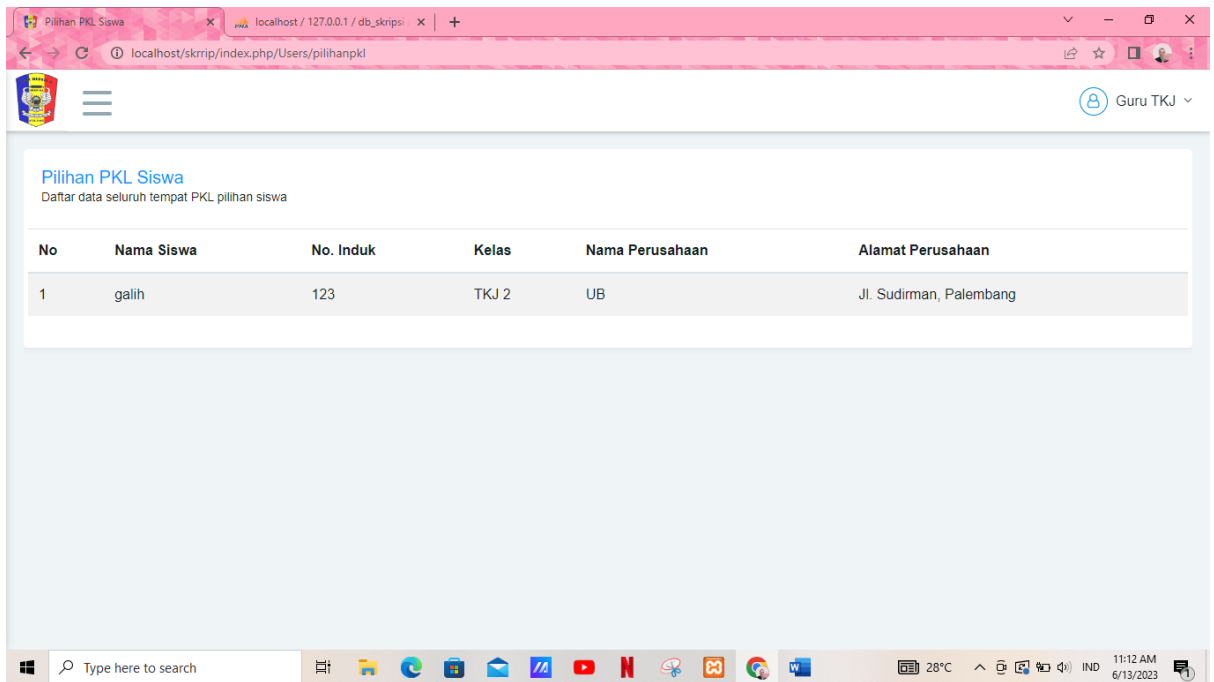 Pilihan PKL Siswa
localhost / 127.0.0.1 / db_skripsi
localhost/skrrip/index.php/Users/pilihanpkl
Guru TKJ
Pilihan PKL Siswa
Daftar data seluruh tempat PKL pilihan siswa
No Nama Siswa No. Induk Kelas Nama Perusahaan Alamat Perusahaan
1 galih 123 TKJ 2 UB Jl. Sudirman, Palembang
Type here to search
28°C
IND
11:12 AM
6/13/2023
1